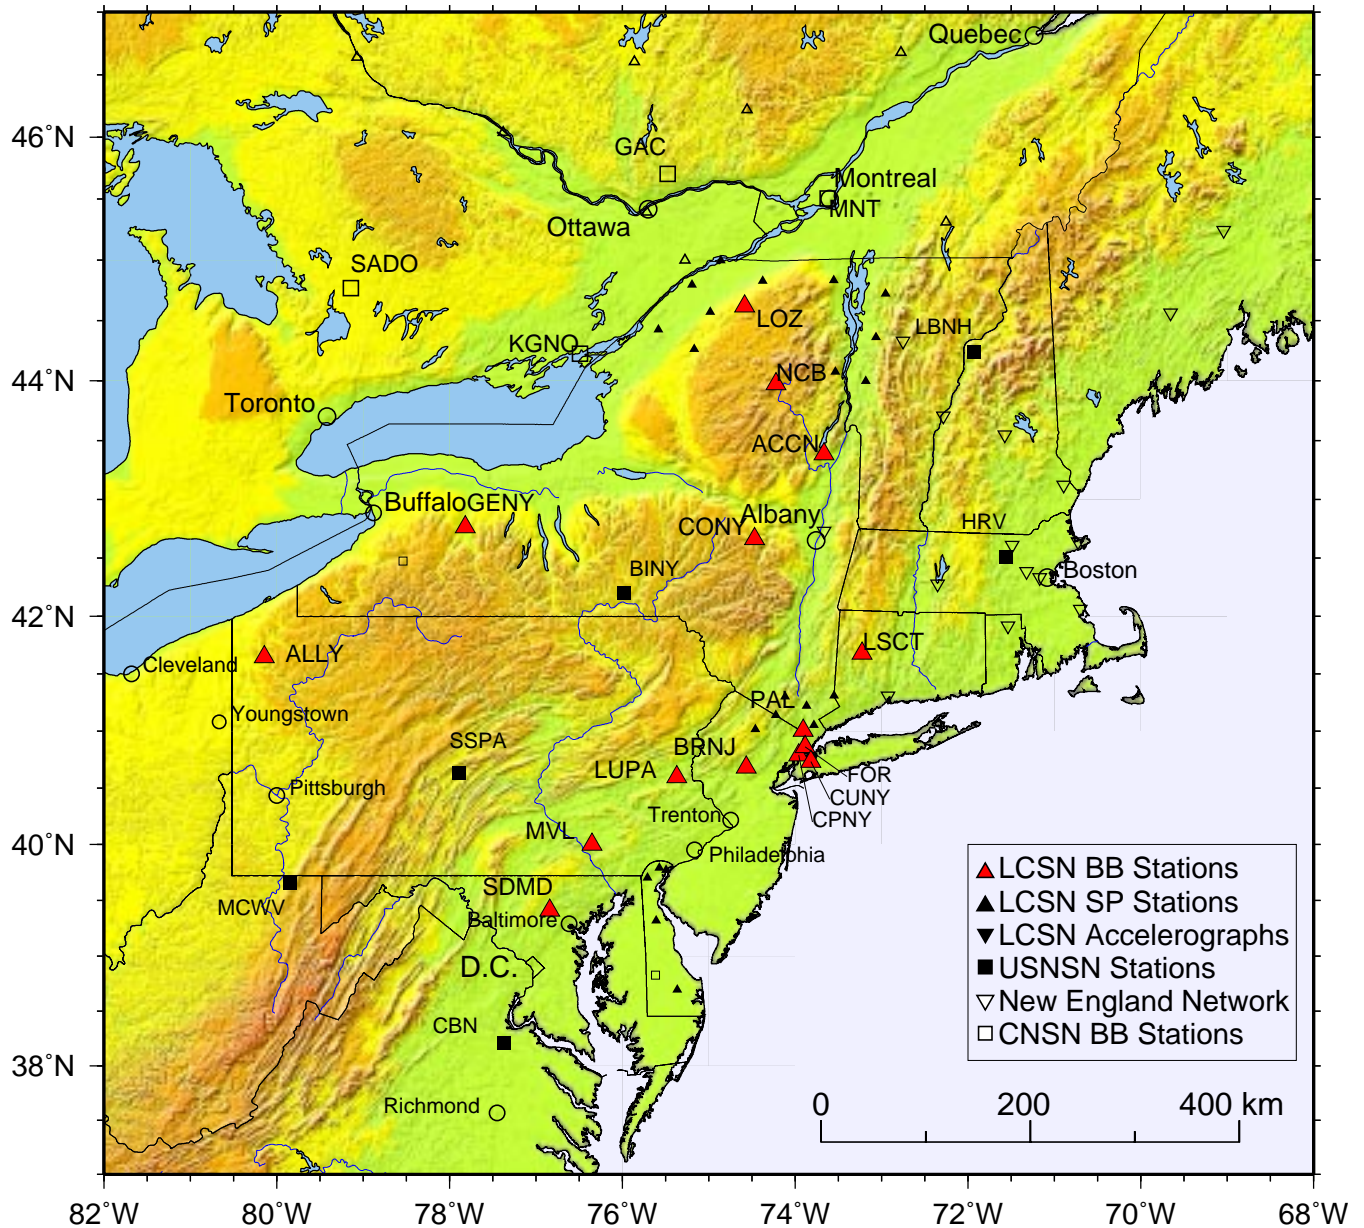 Quebec
46°N
GAC
Montreal
MNT
Ottawa
SADO
LOZ
LBNH
KGNO
44°N
NCB
Toronto
ACCN
Buffalo
GENY
CONY
Albany
HRV
BINY
Boston
42°N
ALLY
LSCT
Cleveland
PAL
Youngstown
SSPA
BRNJ
LUPA
FOR
CUNY
CPNY
Pittsburgh
Trenton
MVL
40°N
Philadelphia
SDMD
MCWV
Baltimore
D.C.
CBN
38°N
Richmond
LCSN BB Stations
LCSN SP Stations
LCSN Accelerographs
USNSN Stations
New England Network
CNSN BB Stations
0 200 400 km
82°W 80°W 78°W 76°W 74°W 72°W 70°W 68°W